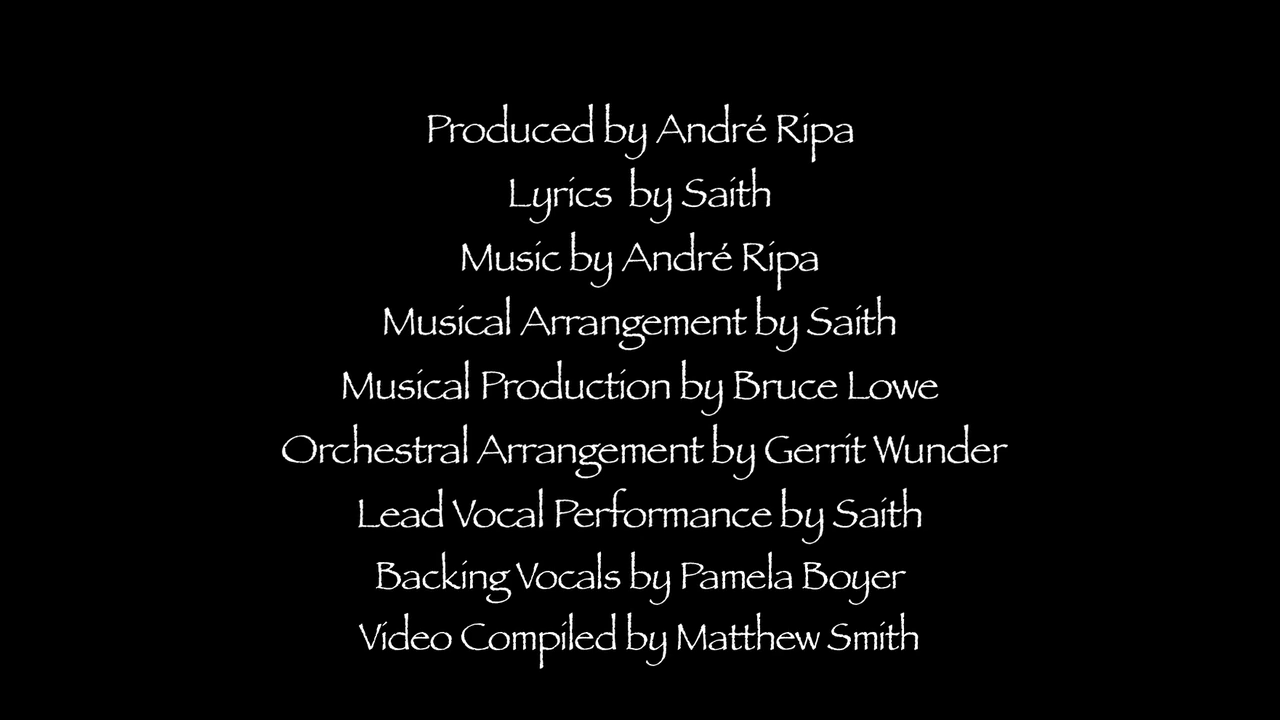 Produced by André Ripa
Lyrics by Saith
Music by André Ripa
Musical Arrangement by Saith
Musical Production by Bruce Lowe
Orchestral Arrangement by Gerrit Wunder
Lead Vocal Performance by Saith
Backing Vocals by Pamela Boyer
Video Compiled by Matthew Smith